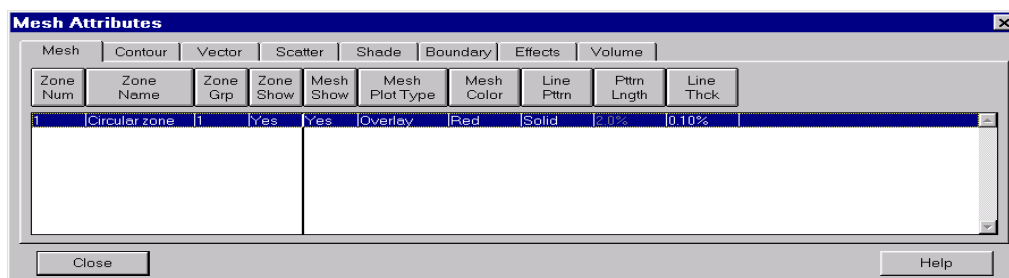 Mesh Attributes
Mesh Contour Vector Scatter Shade Boundary Effects Volume
Zone Num Zone Name Zone Grp Zone Show Mesh Show Mesh Plot Type Mesh Color Line Pttrn Pttrn Lngth Line Thck
1 Circular zone 1 Yes Yes Overlay Red Solid 2.0% 0.10%
Close Help